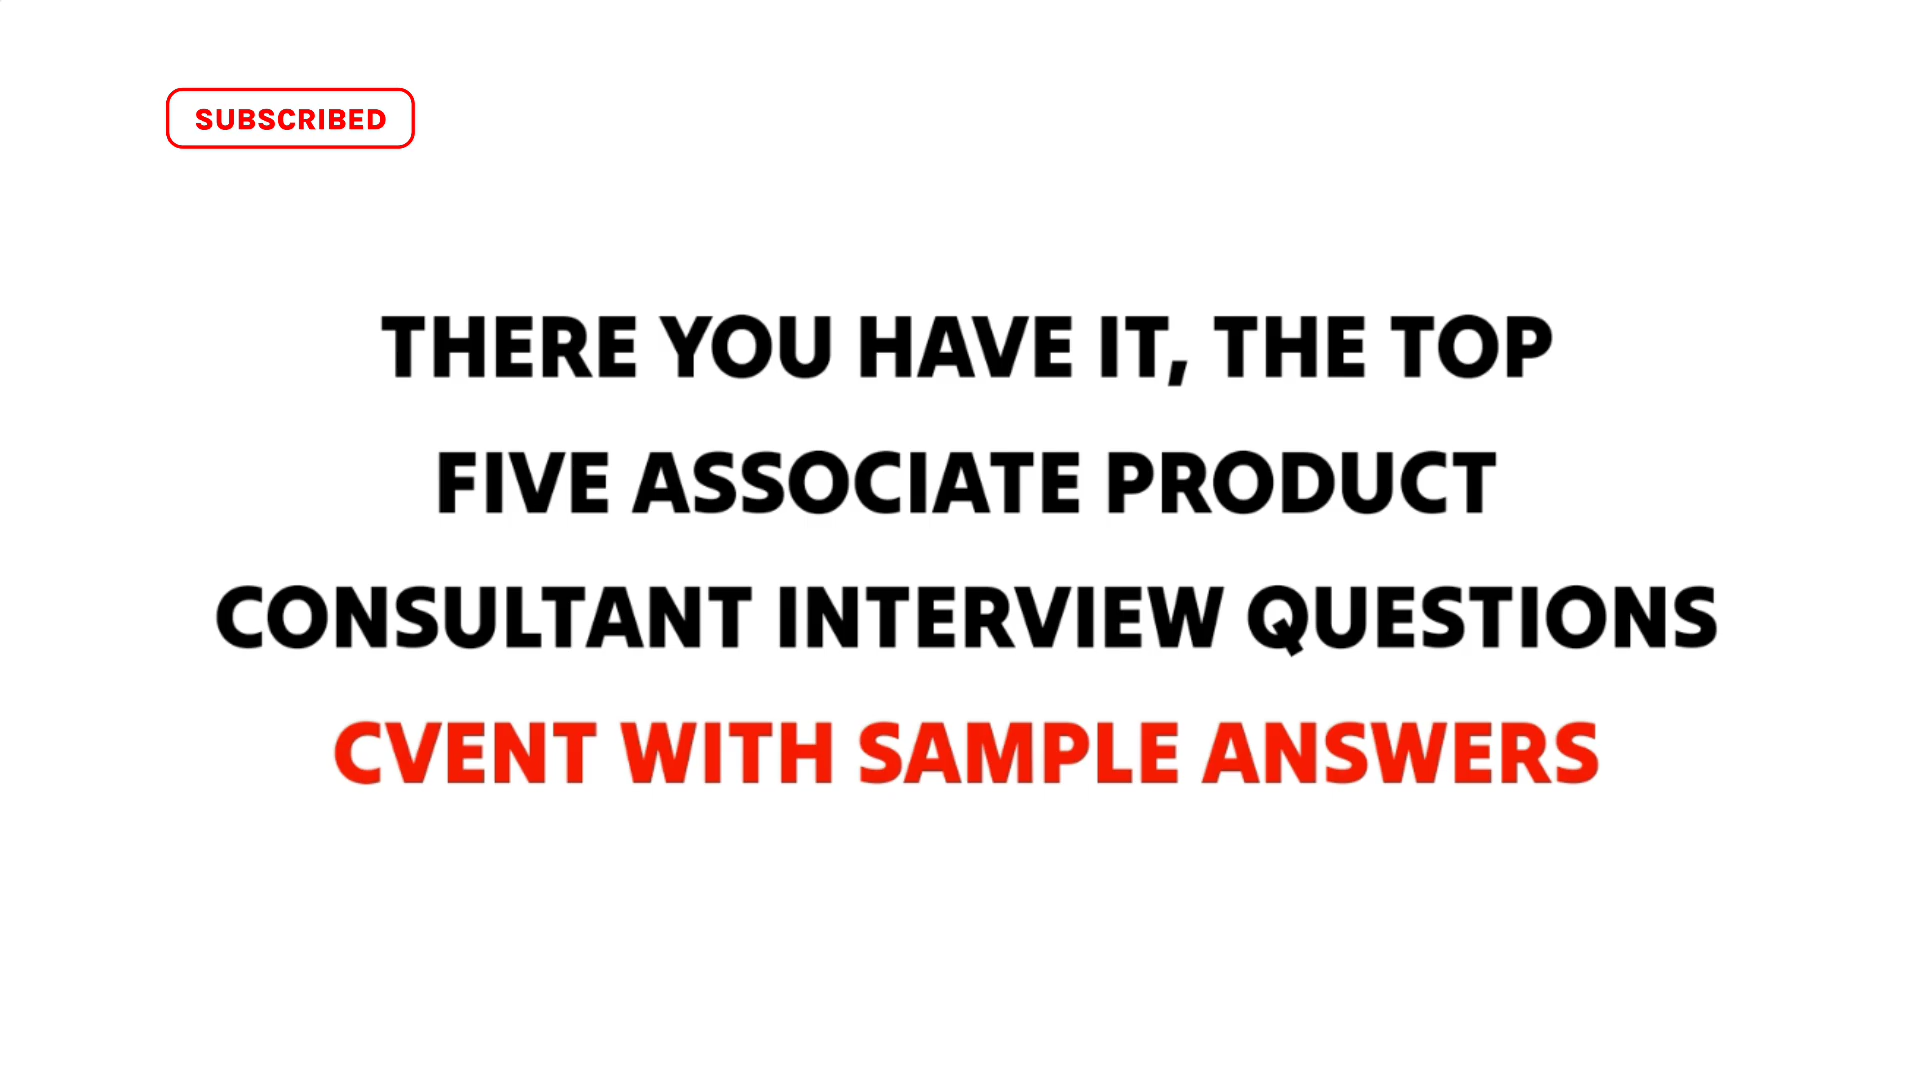 SUBSCRIBED
THERE YOU HAVE IT, THE TOP
FIVE ASSOCIATE PRODUCT
CONSULTANT INTERVIEW QUESTIONS
CVENT WITH SAMPLE ANSWERS